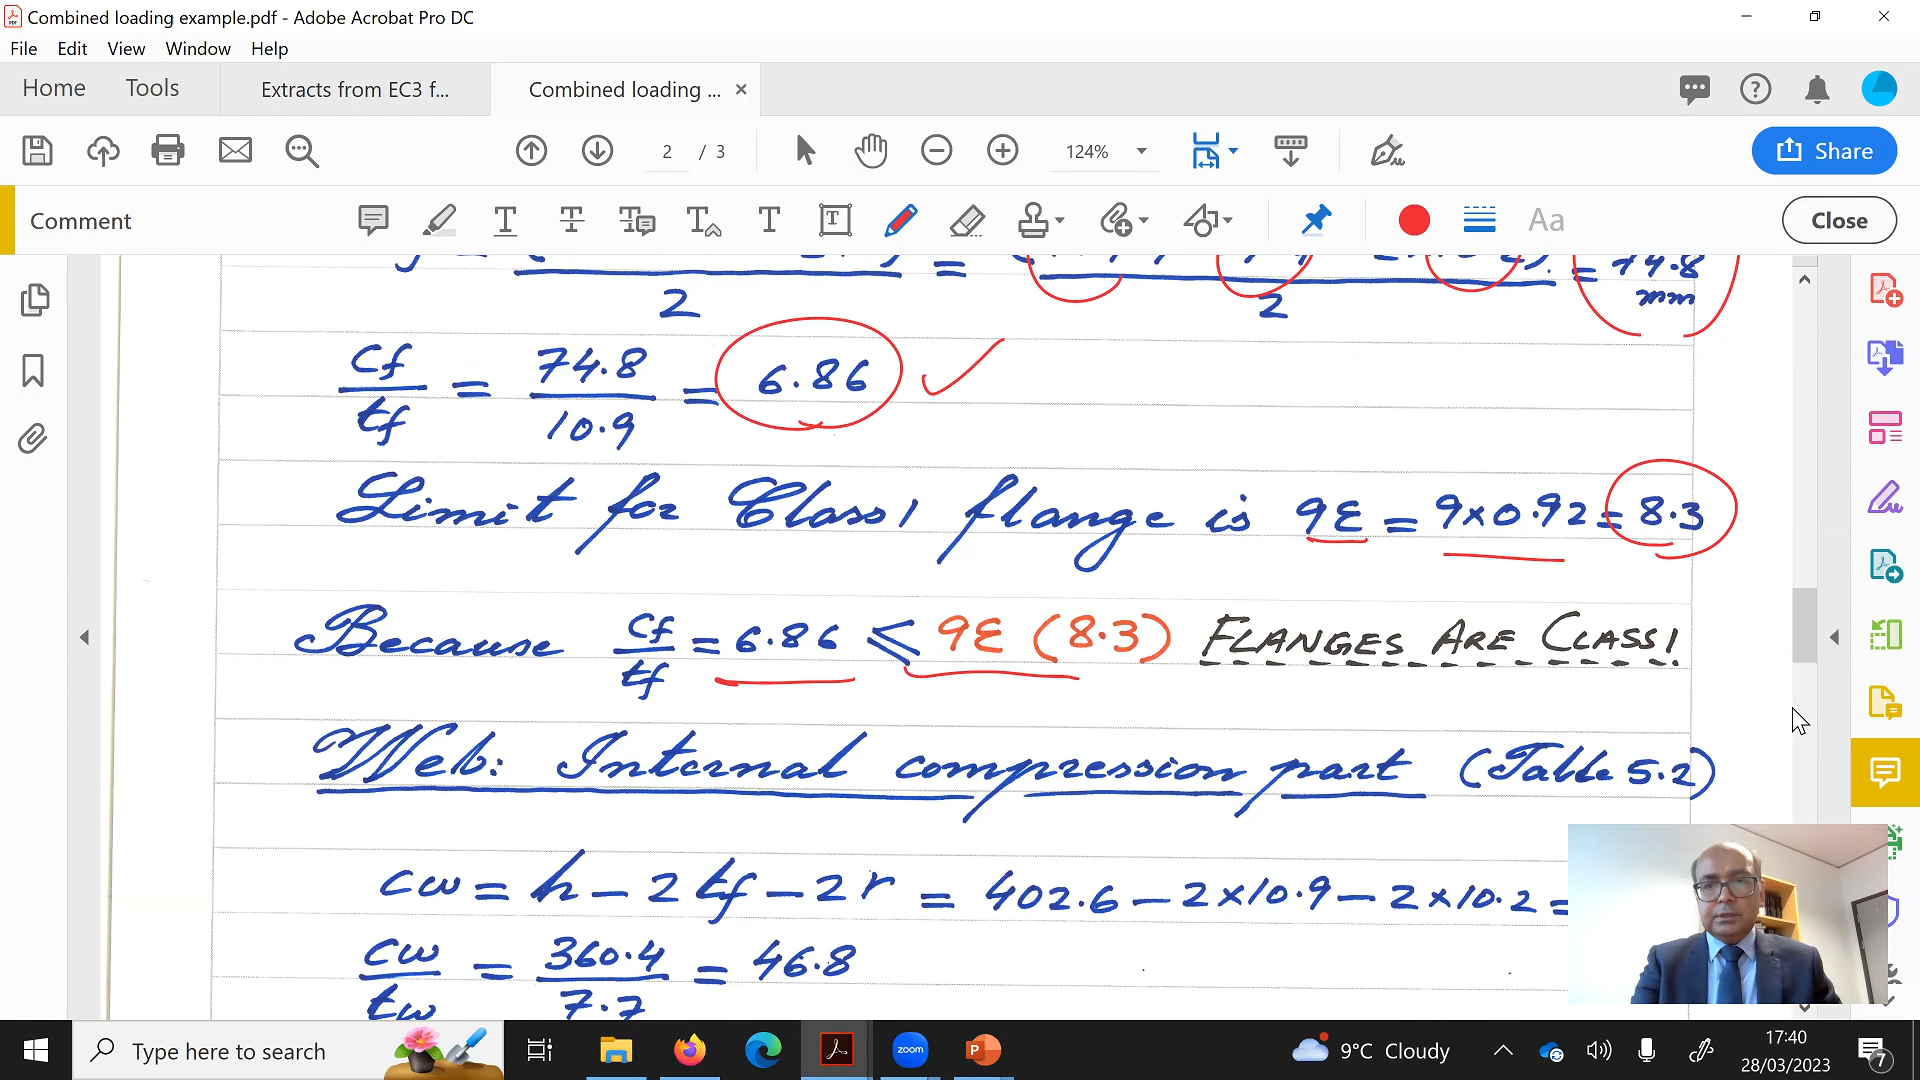 Combined loading example.pdf - Adobe Acrobat Pro DC
File Edit View Window Help
Home Tools Extracts from EC3 f... Combined loading ...
2 / 3 124% Share
Comment Aa Close
2 2 = 74.8 mm
cf/tf = 74.8/10.9 = 6.86
Limit for Class 1 flange is 9ε = 9×0.92 = 8.3
Because cf/tf = 6.86 ≤ 9ε (8.3) FLANGES ARE CLASS 1
Web: Internal compression part (Table 5.2)
cw = h - 2tf - 2r = 402.6 - 2×10.9 - 2×10.2 =
cw/tw = 360.4/7.7 = 46.8
Type here to search zoom 9°C Cloudy 17:40
28/03/2023 7